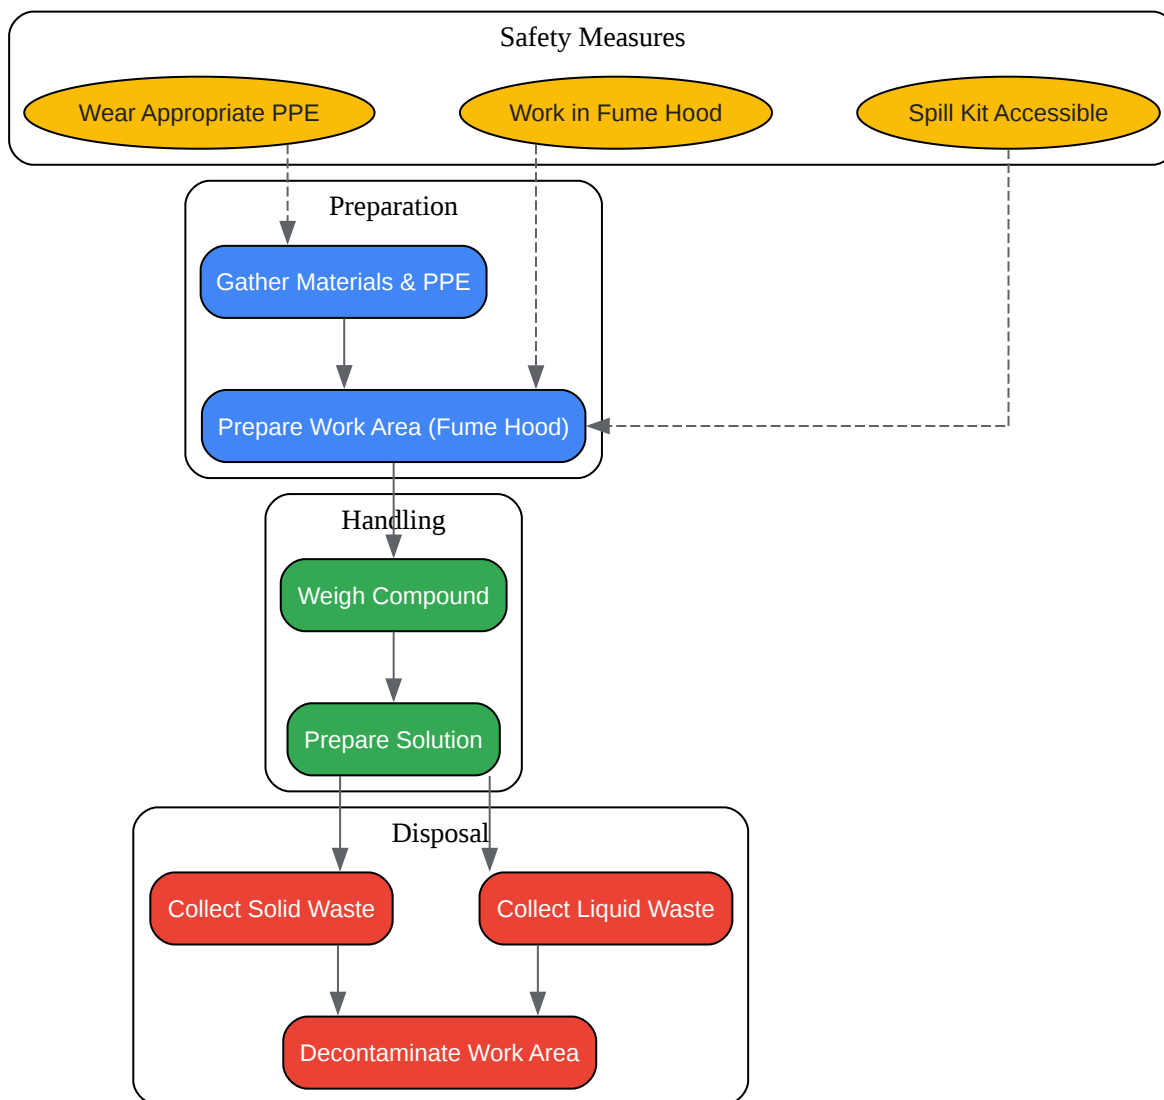 Safety Measures
Wear Appropriate PPE
Work in Fume Hood
Spill Kit Accessible
Preparation
Gather Materials & PPE
Prepare Work Area (Fume Hood)
Handling
Weigh Compound
Prepare Solution
Disposal
Collect Solid Waste
Collect Liquid Waste
Decontaminate Work Area